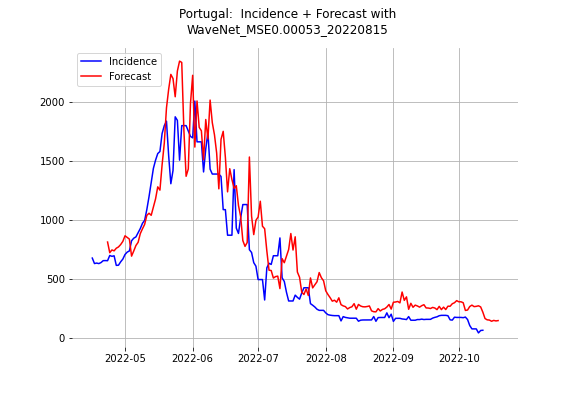 Portugal:  Incidence + Forecast with
WaveNet_MSE0.00053_20220815
Incidence
Forecast
2000
1500
1000
500
0
2022-05
2022-06
2022-07
2022-08
2022-09
2022-10